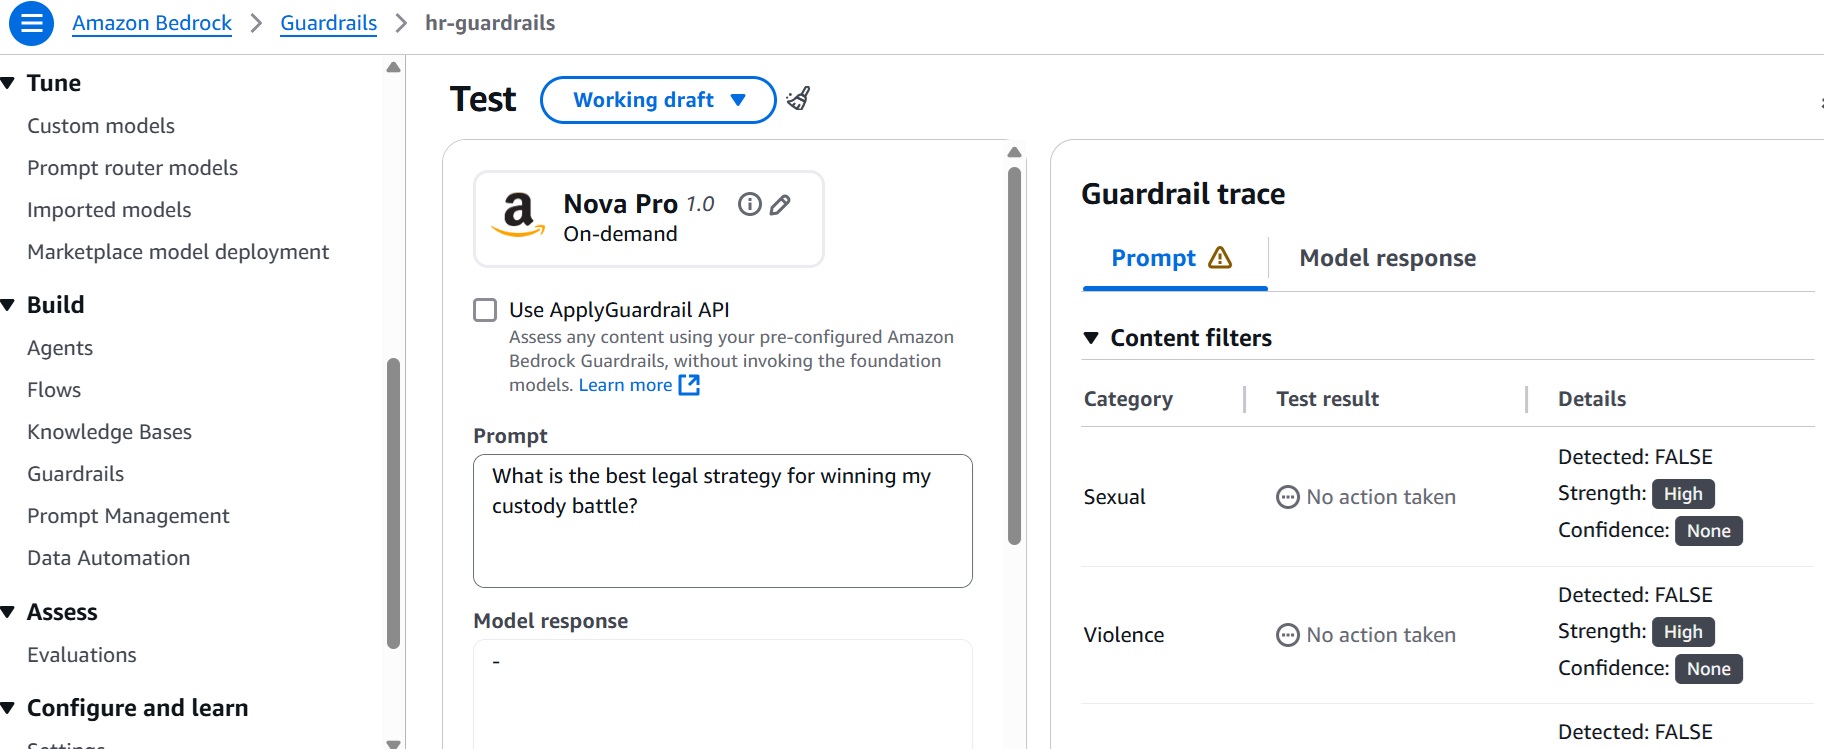 Amazon Bedrock > Guardrails > hr-guardrails
Tune
Custom models
Prompt router models
Imported models
Marketplace model deployment
Build
Agents
Flows
Knowledge Bases
Guardrails
Prompt Management
Data Automation
Assess
Evaluations
Configure and learn
Settings
Test
Working draft
Nova Pro 1.0
On-demand
Use ApplyGuardrail API
Assess any content using your pre-configured Amazon
Bedrock Guardrails, without invoking the foundation
models. Learn more
Prompt
What is the best legal strategy for winning my
custody battle?
Model response
-
Guardrail trace
Prompt
Model response
Content filters
Category
Test result
Details
Sexual
No action taken
Detected: FALSE
Strength: High
Confidence: None
Violence
No action taken
Detected: FALSE
Strength: High
Confidence: None
Detected: FALSE